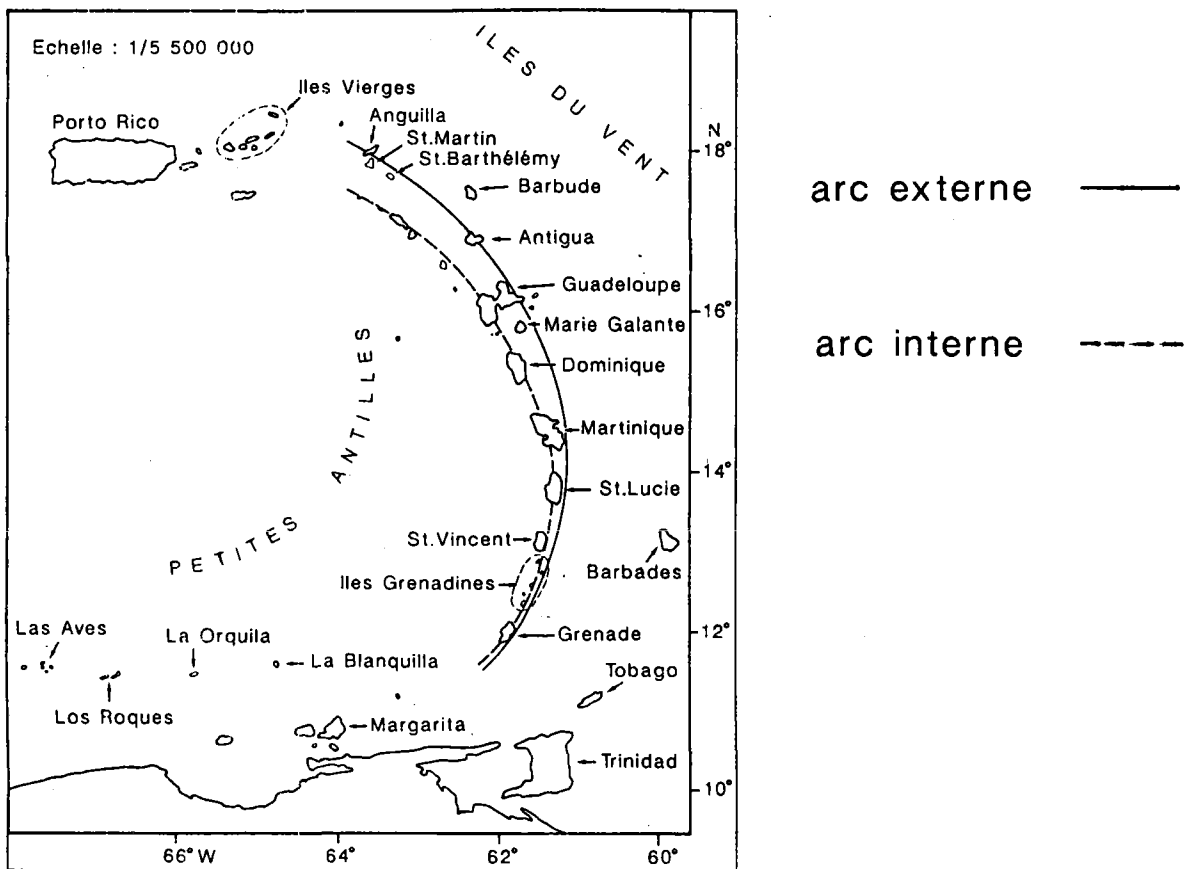 Echelle : 1/5 500 000
ILES DU VENT
Iles Vierges
Porto Rico
Anguilla
St.Martin
St.Barthélémy
N
18°
Barbude
arc externe
Antigua
Guadeloupe
16°
Marie Galante
arc interne
Dominique
PETITES ANTILLES
Martinique
14°
St.Lucie
St.Vincent
Barbades
Iles Grenadines
Las Aves
La Orquila
La Blanquilla
Grenade
12°
Tobago
Los Roques
Margarita
Trinidad
10°
66°W
64°
62°
60°